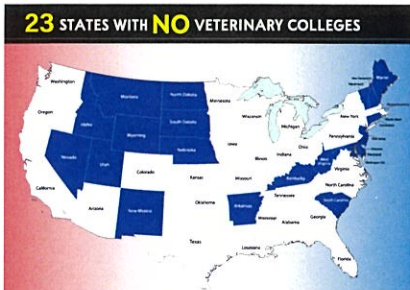 23 STATES WITH NO VETERINARY COLLEGES
Washington
Oregon
California
Nevada
Idaho
Montana
Wyoming
Utah
Arizona
Colorado
New Mexico
North Dakota
South Dakota
Nebraska
Kansas
Oklahoma
Texas
Minnesota
Iowa
Missouri
Arkansas
Louisiana
Wisconsin
Illinois
Michigan
Indiana
Ohio
Kentucky
Tennessee
Mississippi
Alabama
Georgia
Florida
South Carolina
North Carolina
Virginia
West
Virginia
Pennsylvania
New York
Maine